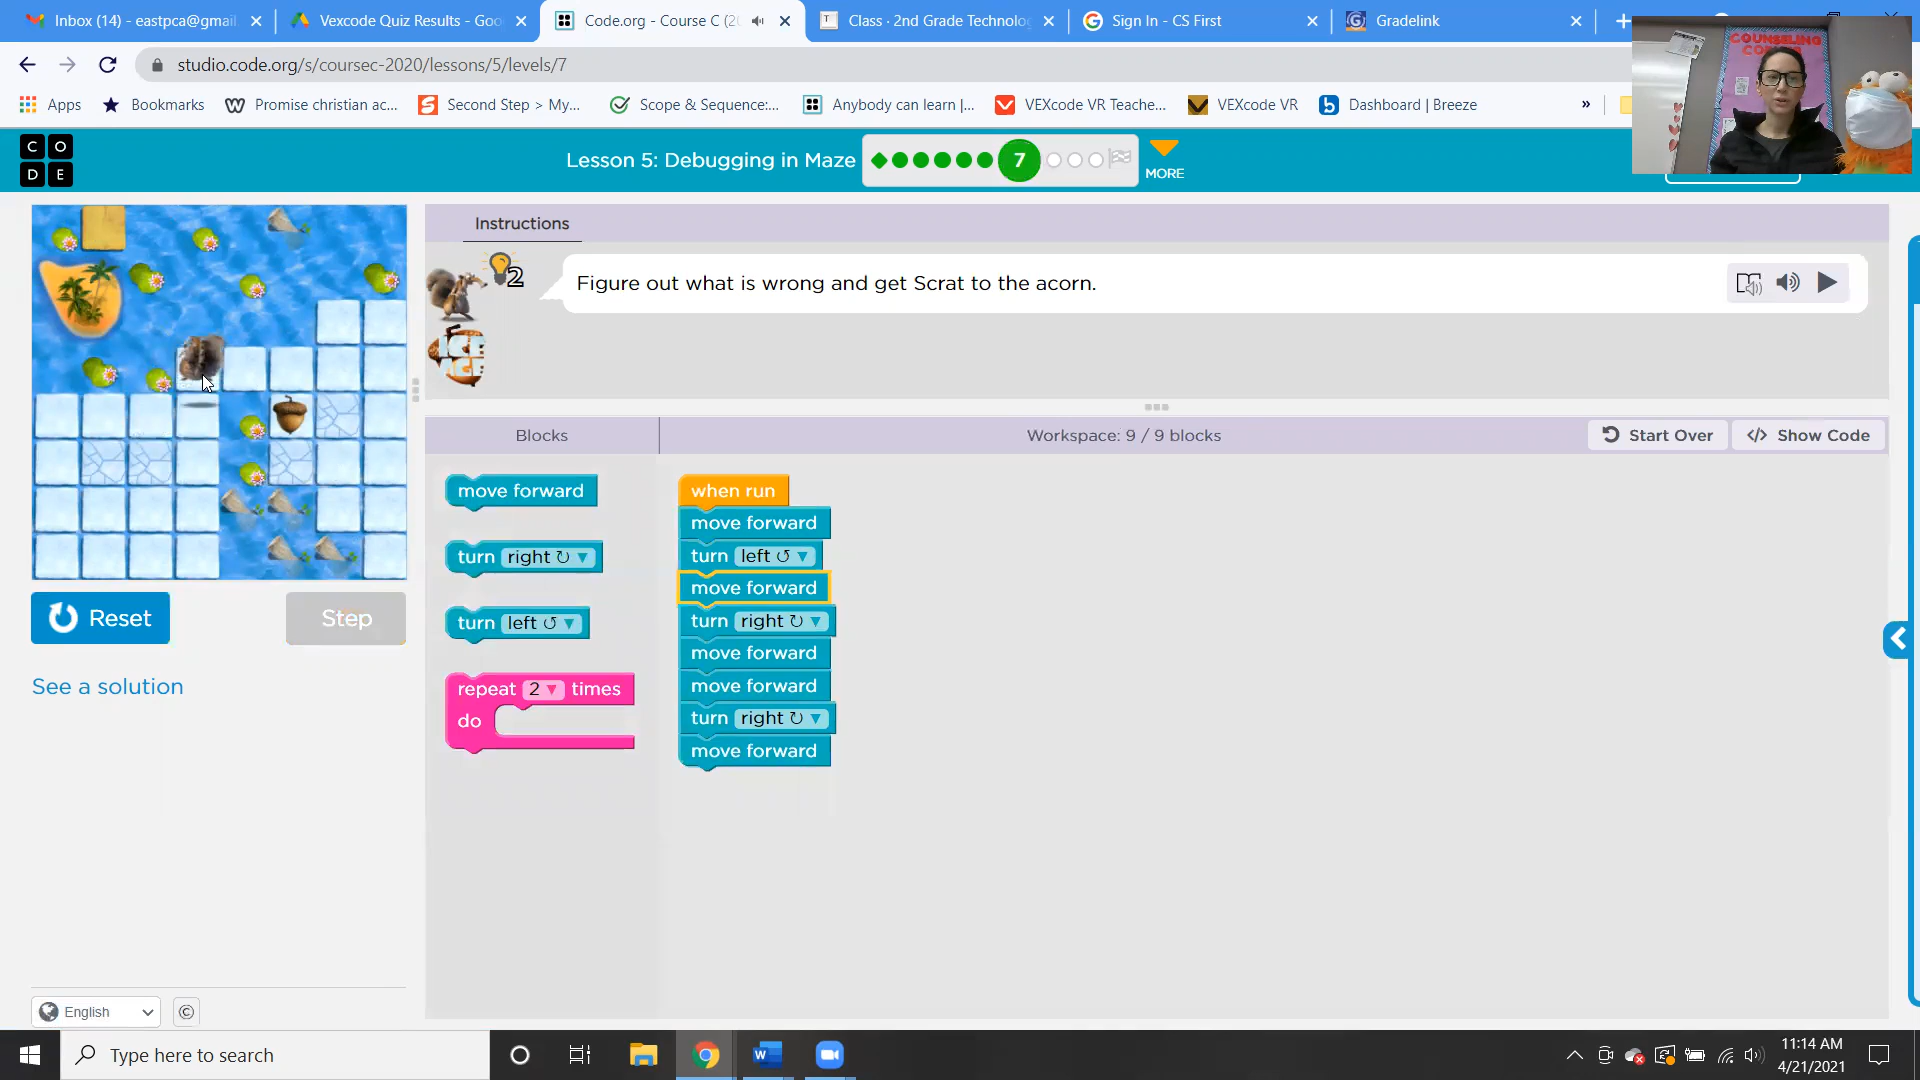 Inbox (14) - eastpca@gmail
Vexcode Quiz Results - Goo
Code.org - Course C (2
Class · 2nd Grade Technolo
Sign In - CS First
Gradelink
studio.code.org/s/coursec-2020/lessons/5/levels/7
Apps
Bookmarks
Promise christian ac...
Second Step > My...
Scope & Sequence:...
Anybody can learn |...
VEXcode VR Teache...
VEXcode VR
Dashboard | Breeze
»
COUNSELING
C O
D E
Lesson 5: Debugging in Maze
7
MORE
Instructions
2
Figure out what is wrong and get Scrat to the acorn.
ICE
AGE
Blocks
Workspace: 9 / 9 blocks
Start Over
</> Show Code
move forward
turn right ↻ ▼
turn left ↺ ▼
repeat 2 ▼ times
do
when run
move forward
turn left ↺ ▼
move forward
turn right ↻ ▼
move forward
move forward
turn right ↻ ▼
move forward
Reset
Step
See a solution
English
©
Type here to search
11:14 AM
4/21/2021